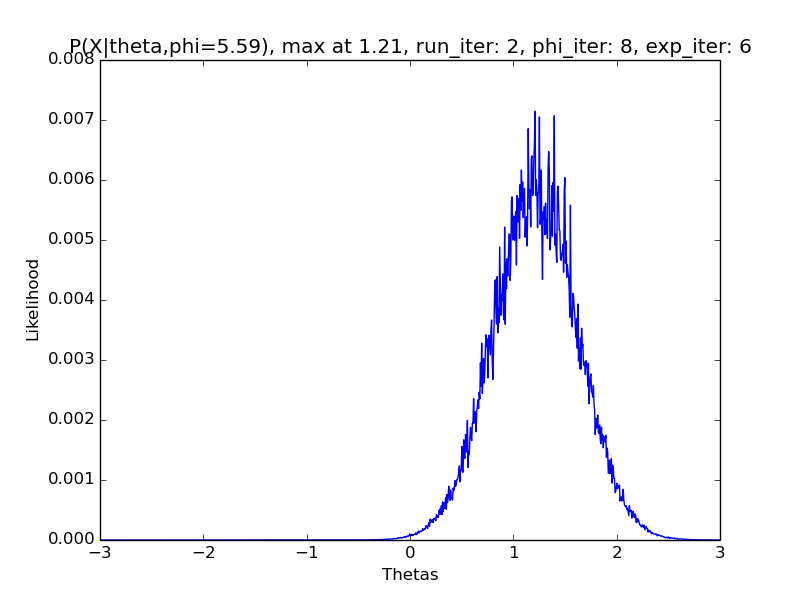 P(X|theta,phi=5.59), max at 1.21, run_iter: 2, phi_iter: 8, exp_iter: 6
0.008
0.007
0.006
0.005
0.004
0.003
0.002
0.001
0.000
Likelihood
−3 −2 −1 0 1 2 3
Thetas